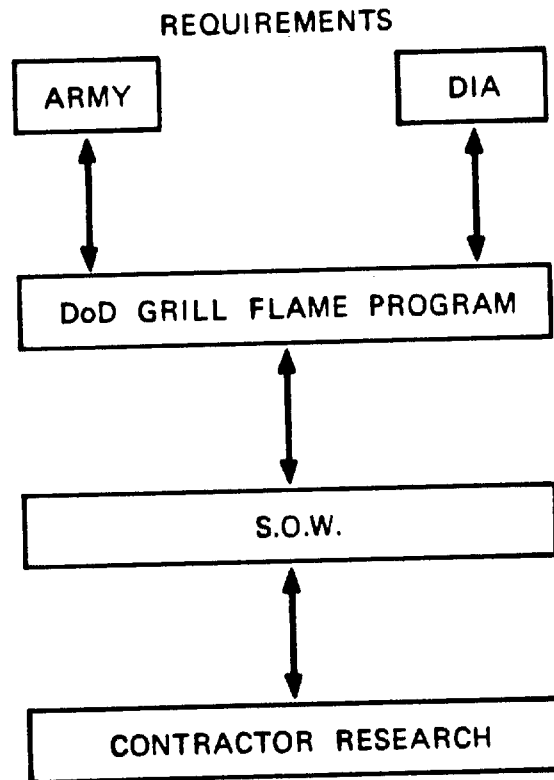 REQUIREMENTS
ARMY
DIA
DoD GRILL FLAME PROGRAM
S.O.W.
CONTRACTOR RESEARCH